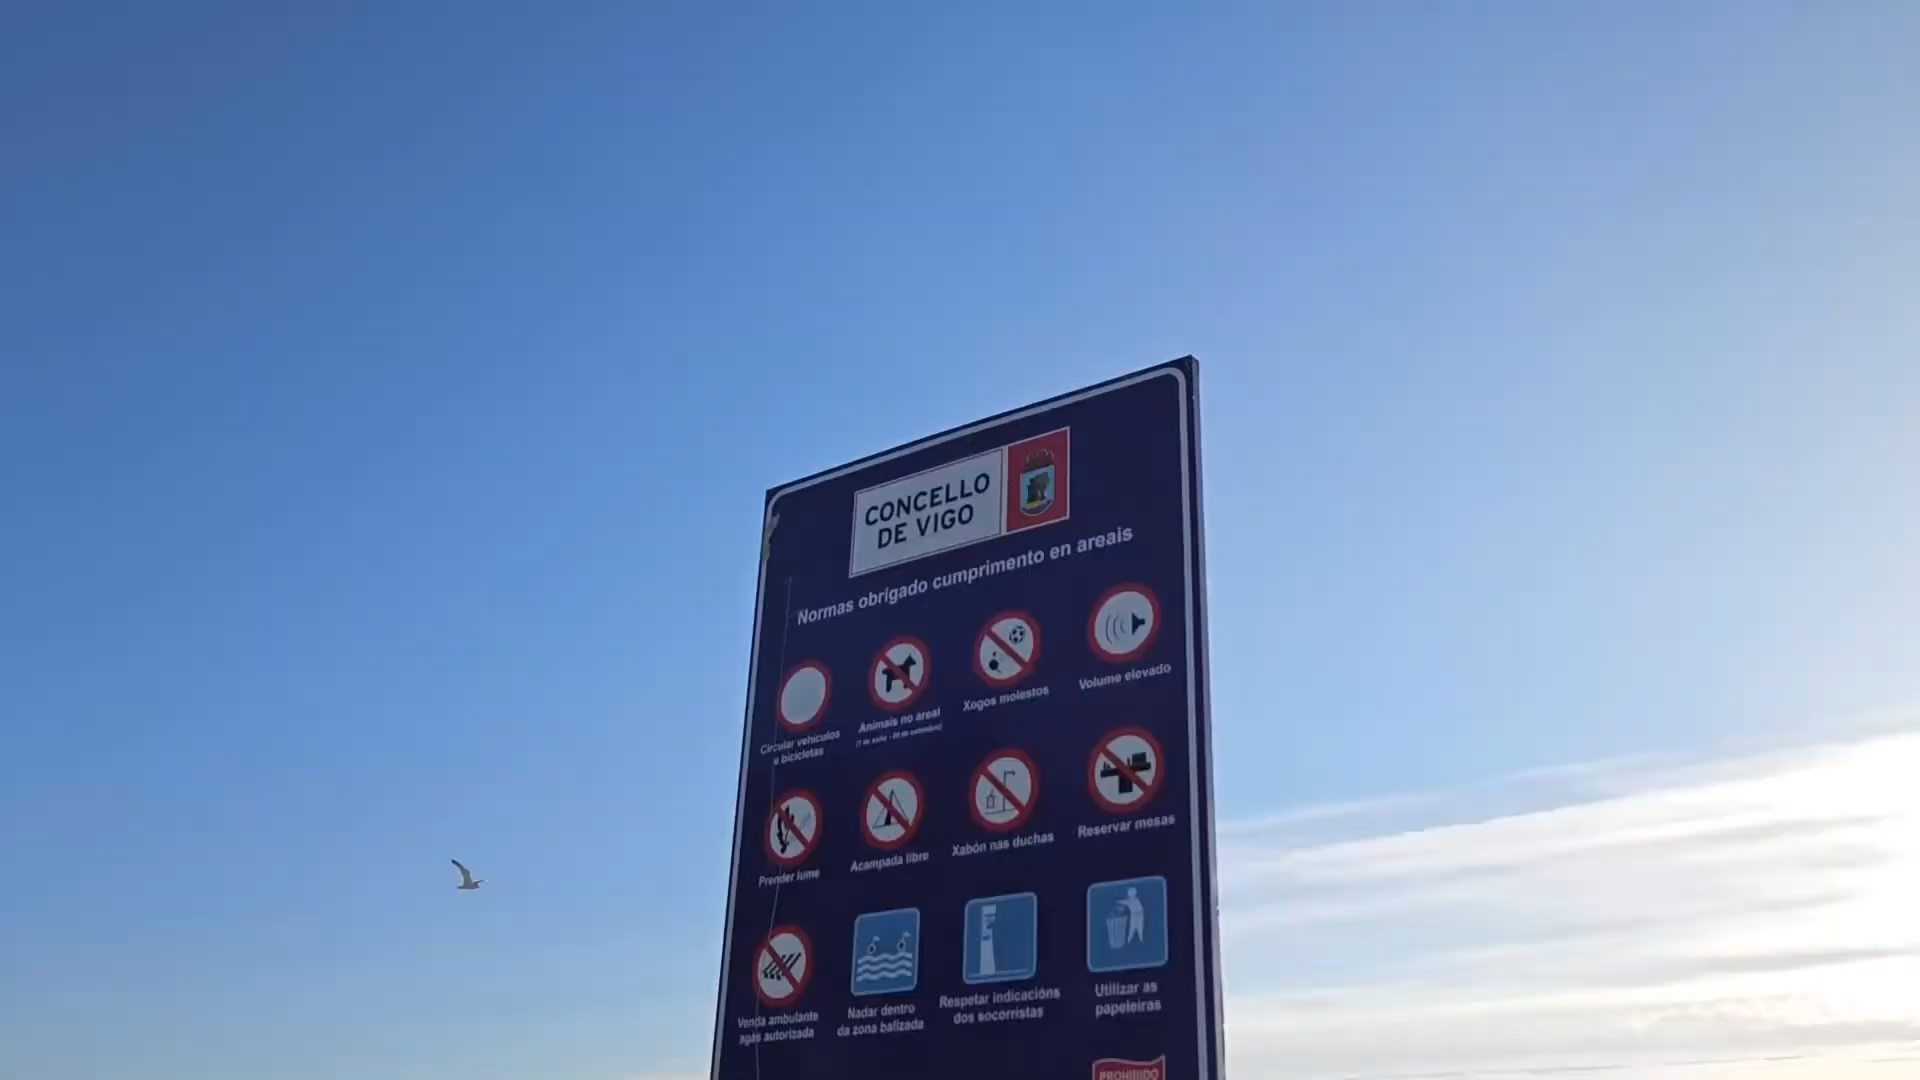 CONCELLO
DE VIGO
Normas obrigado cumprimento en areais
Circular vehículos
e bicicletas
Animais no areal
Xogos molestos
Volume elevado
Prender lume
Acampada libre
Xabón nas duchas
Reservar mesas
Venda ambulante
agás autorizada
Nadar dentro
da zona balizada
Respetar indicacións
dos socorristas
Utilizar as
papeleiras
PROHIBIDO